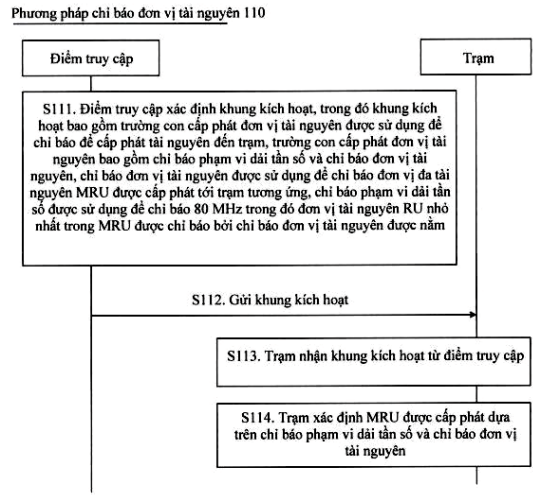 Phương pháp chỉ báo đơn vị tài nguyên 110
Điểm truy cập
Trạm
S111. Điểm truy cập xác định khung kích hoạt, trong đó khung kích
hoạt bao gồm trường con cấp phát đơn vị tài nguyên được sử dụng để
chỉ báo để cấp phát tài nguyên đến trạm, trường con cấp phát đơn vị tài
nguyên bao gồm chỉ báo phạm vi dải tần số và chỉ báo đơn vị tài
nguyên, chỉ báo đơn vị tài nguyên được sử dụng để chỉ báo đơn vị đa tài
nguyên MRU được cấp phát tới trạm tương ứng, chỉ báo phạm vi dải tần
số được sử dụng để chỉ báo 80 MHz trong đó đơn vị tài nguyên RU nhỏ
nhất trong MRU được chỉ báo bởi chỉ báo đơn vị tài nguyên được nằm
S112. Gửi khung kích hoạt
S113. Trạm nhận khung kích hoạt từ điểm truy cập
S114. Trạm xác định MRU được cấp phát dựa
trên chỉ báo phạm vi dải tần số và chỉ báo đơn vị
tài nguyên